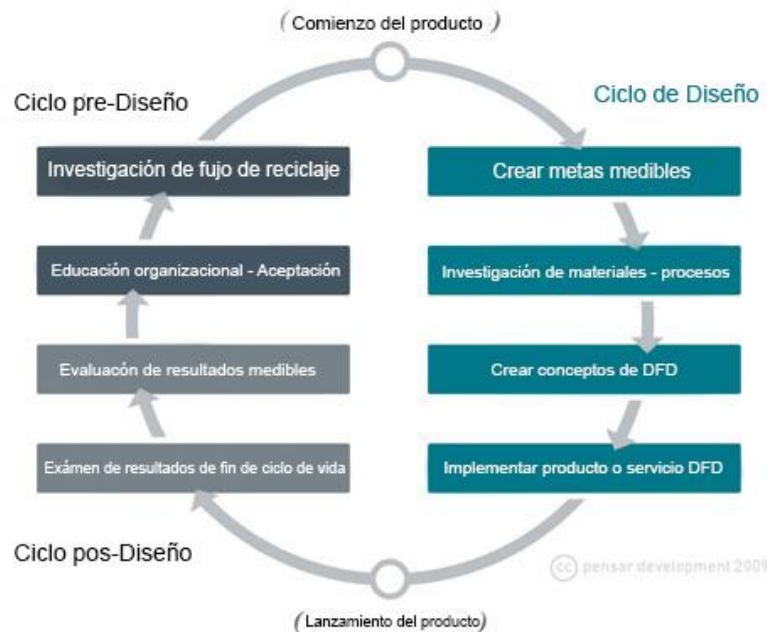 (Comienzo del producto )
Ciclo pre-Diseño
Ciclo de Diseño
Investigación de fujo de reciclaje
Crear metas medibles
Educación organizacional - Aceptación
Investigación de materiales - procesos
Evaluacón de resultados medibles
Crear conceptos de DFD
Exámen de resultados de fin de ciclo de vida
Implementar producto o servicio DFD
Ciclo pos-Diseño
cc pensar development 2009
(Lanzamiento del producto)